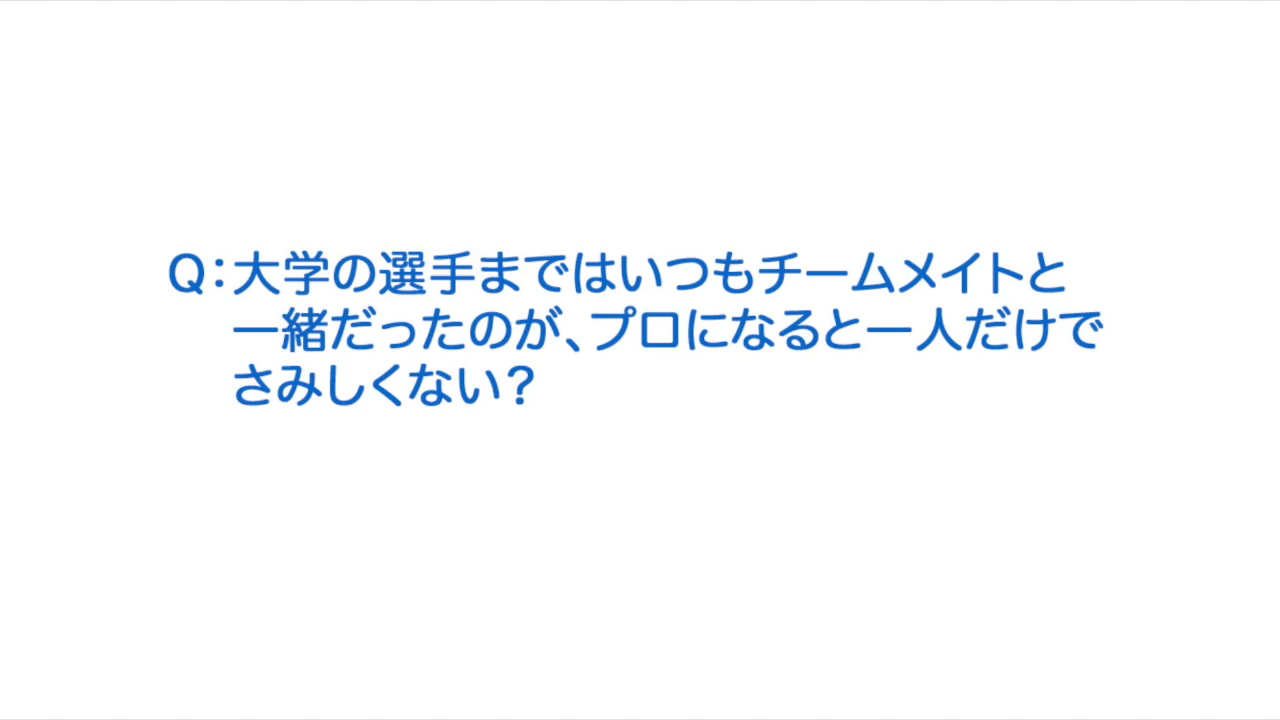 Q：大学の選手まではいつもチームメイトと
一緒だったのが、プロになると一人だけで
さみしくない？